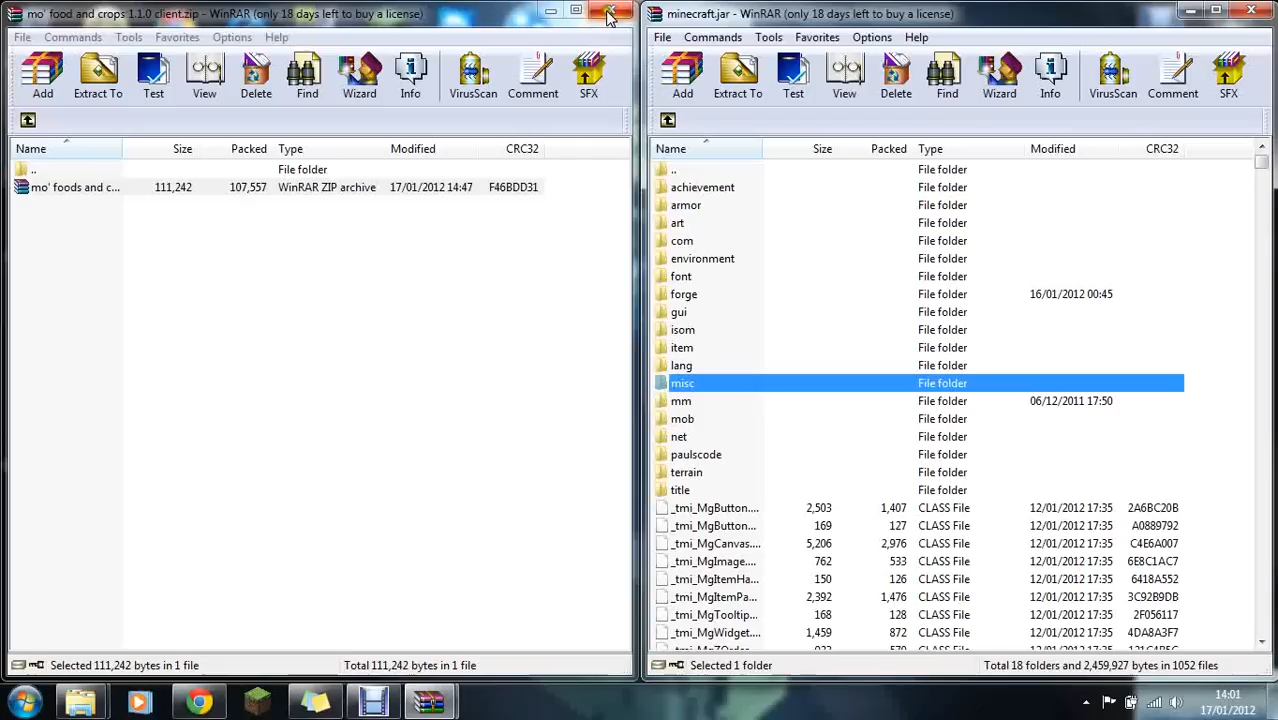 mo' food and crops 1.1.0 client.zip - WinRAR (only 18 days left to buy a license)
File Commands Tools Favorites Options Help
Add Extract To Test View Delete Find Wizard Info VirusScan Comment SFX
Name Size Packed Type Modified CRC32
.. File folder
mo' foods and c... 111,242 107,557 WinRAR ZIP archive 17/01/2012 14:47 F46BDD31
Selected 111,242 bytes in 1 file Total 111,242 bytes in 1 file
minecraft.jar - WinRAR (only 18 days left to buy a license)
File Commands Tools Favorites Options Help
Add Extract To Test View Delete Find Wizard Info VirusScan Comment SFX
Name Size Packed Type Modified CRC32
.. File folder
achievement File folder
armor File folder
art File folder
com File folder
environment File folder
font File folder
forge File folder 16/01/2012 00:45
gui File folder
isom File folder
item File folder
lang File folder
misc File folder
mm File folder 06/12/2011 17:50
mob File folder
net File folder
paulscode File folder
terrain File folder
title File folder
_tmi_MgButton.... 2,503 1,407 CLASS File 12/01/2012 17:35 2A6BC20B
_tmi_MgButton... 169 127 CLASS File 12/01/2012 17:35 A0889792
_tmi_MgCanvas.... 5,206 2,976 CLASS File 12/01/2012 17:35 C4E6A007
_tmi_MgImage.... 762 533 CLASS File 12/01/2012 17:35 6E8C1AC7
_tmi_MgItemHa... 150 126 CLASS File 12/01/2012 17:35 6418A552
_tmi_MgItemPa... 2,392 1,476 CLASS File 12/01/2012 17:35 3C92B9DB
_tmi_MgTooltip... 168 128 CLASS File 12/01/2012 17:35 2F056117
_tmi_MgWidget.... 1,459 872 CLASS File 12/01/2012 17:35 4DA8A3F7
Selected 1 folder Total 18 folders and 2,459,927 bytes in 1052 files
14:01
17/01/2012